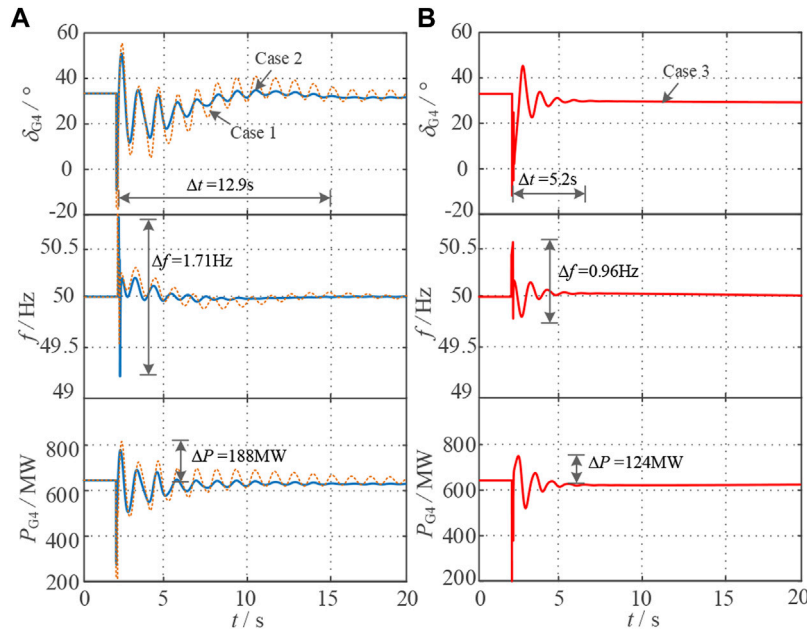 A
60
40
20
0
-20
δG4 / °
Case 2
Case 1
Δt=12.9s
50.5
50
49.5
49
f / Hz
Δf=1.71Hz
800
600
400
200
PG4 / MW
ΔP=188MW
0
5
10
15
20
t / s
B
60
40
20
0
-20
δG4 / °
Case 3
Δt=5.2s
50.5
50
49.5
49
f / Hz
Δf=0.96Hz
800
600
400
200
PG4 / MW
ΔP=124MW
0
5
10
15
20
t / s